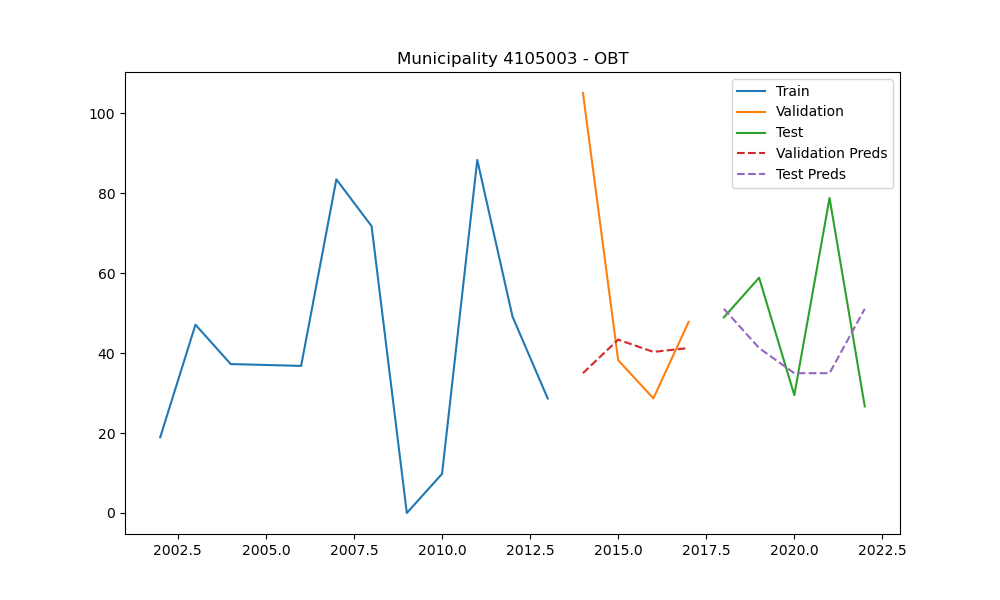 Municipality 4105003 - OBT
Train
Validation
Test
Validation Preds
Test Preds
100
80
60
40
20
0
2002.5 2005.0 2007.5 2010.0 2012.5 2015.0 2017.5 2020.0 2022.5